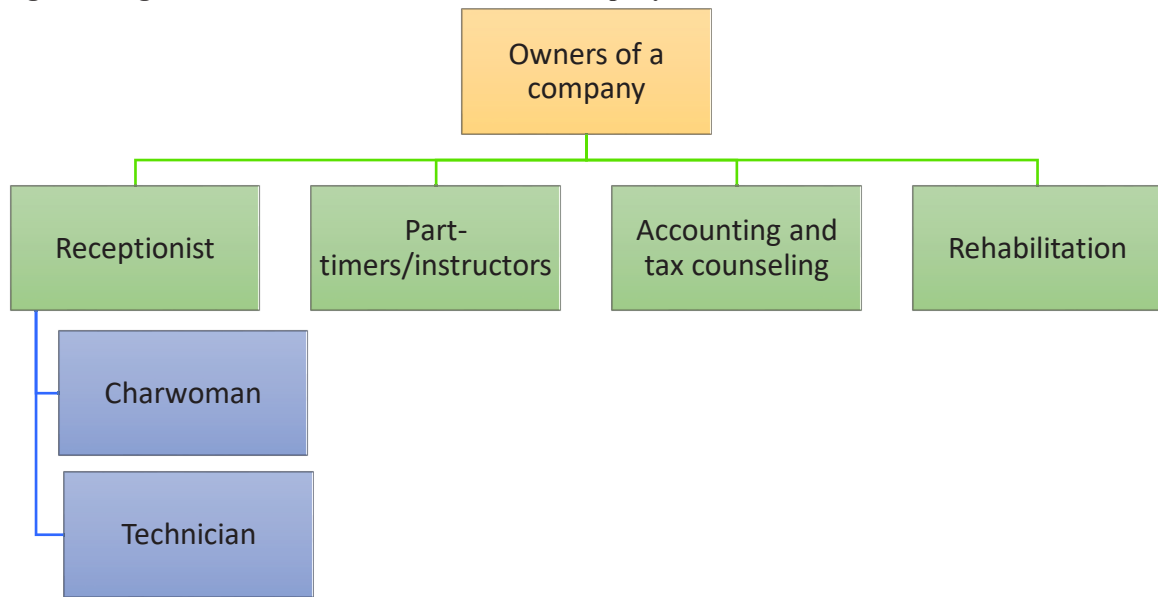 Owners of a
company
Receptionist
Part-
timers/instructors
Accounting and
tax counseling
Rehabilitation
Charwoman
Technician